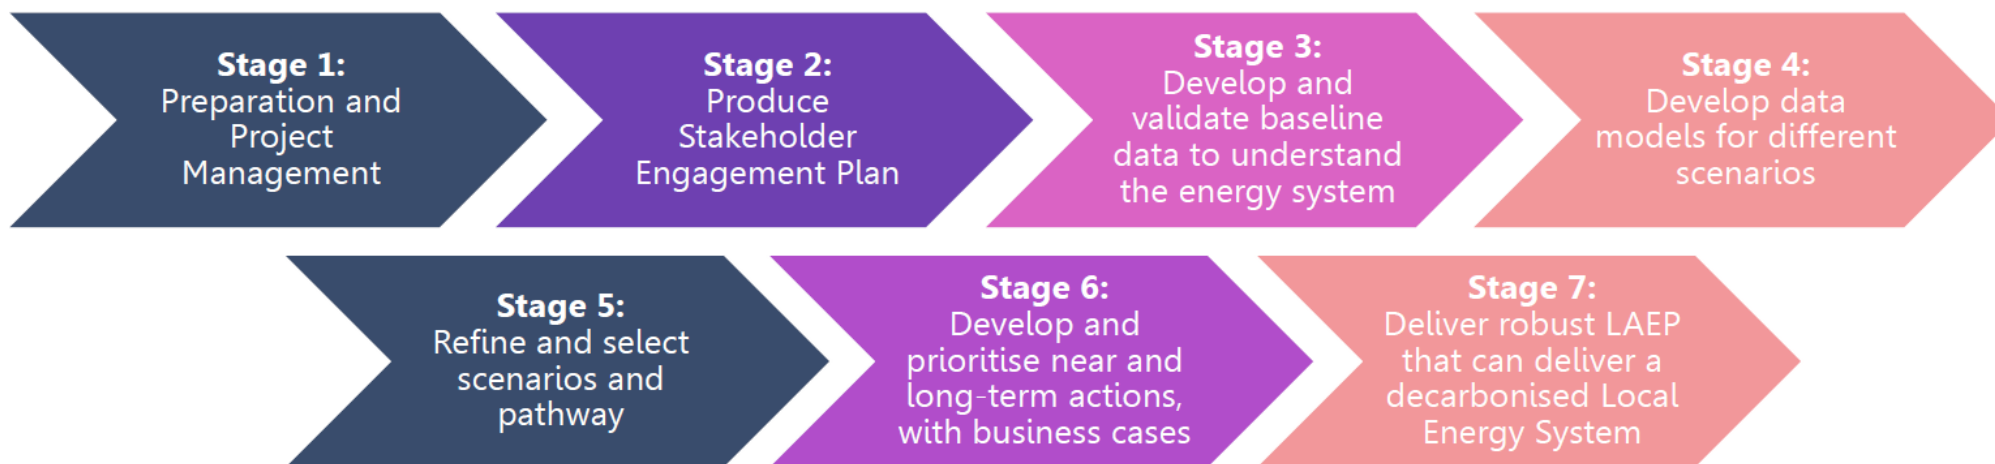 Stage 1:
Preparation and
Project
Management
Stage 2:
Produce
Stakeholder
Engagement Plan
Stage 3:
Develop and
validate baseline
data to understand
the energy system
Stage 4:
Develop data
models for different
scenarios
Stage 5:
Refine and select
scenarios and
pathway
Stage 6:
Develop and
prioritise near and
long-term actions,
with business cases
Stage 7:
Deliver robust LAEP
that can deliver a
decarbonised Local
Energy System